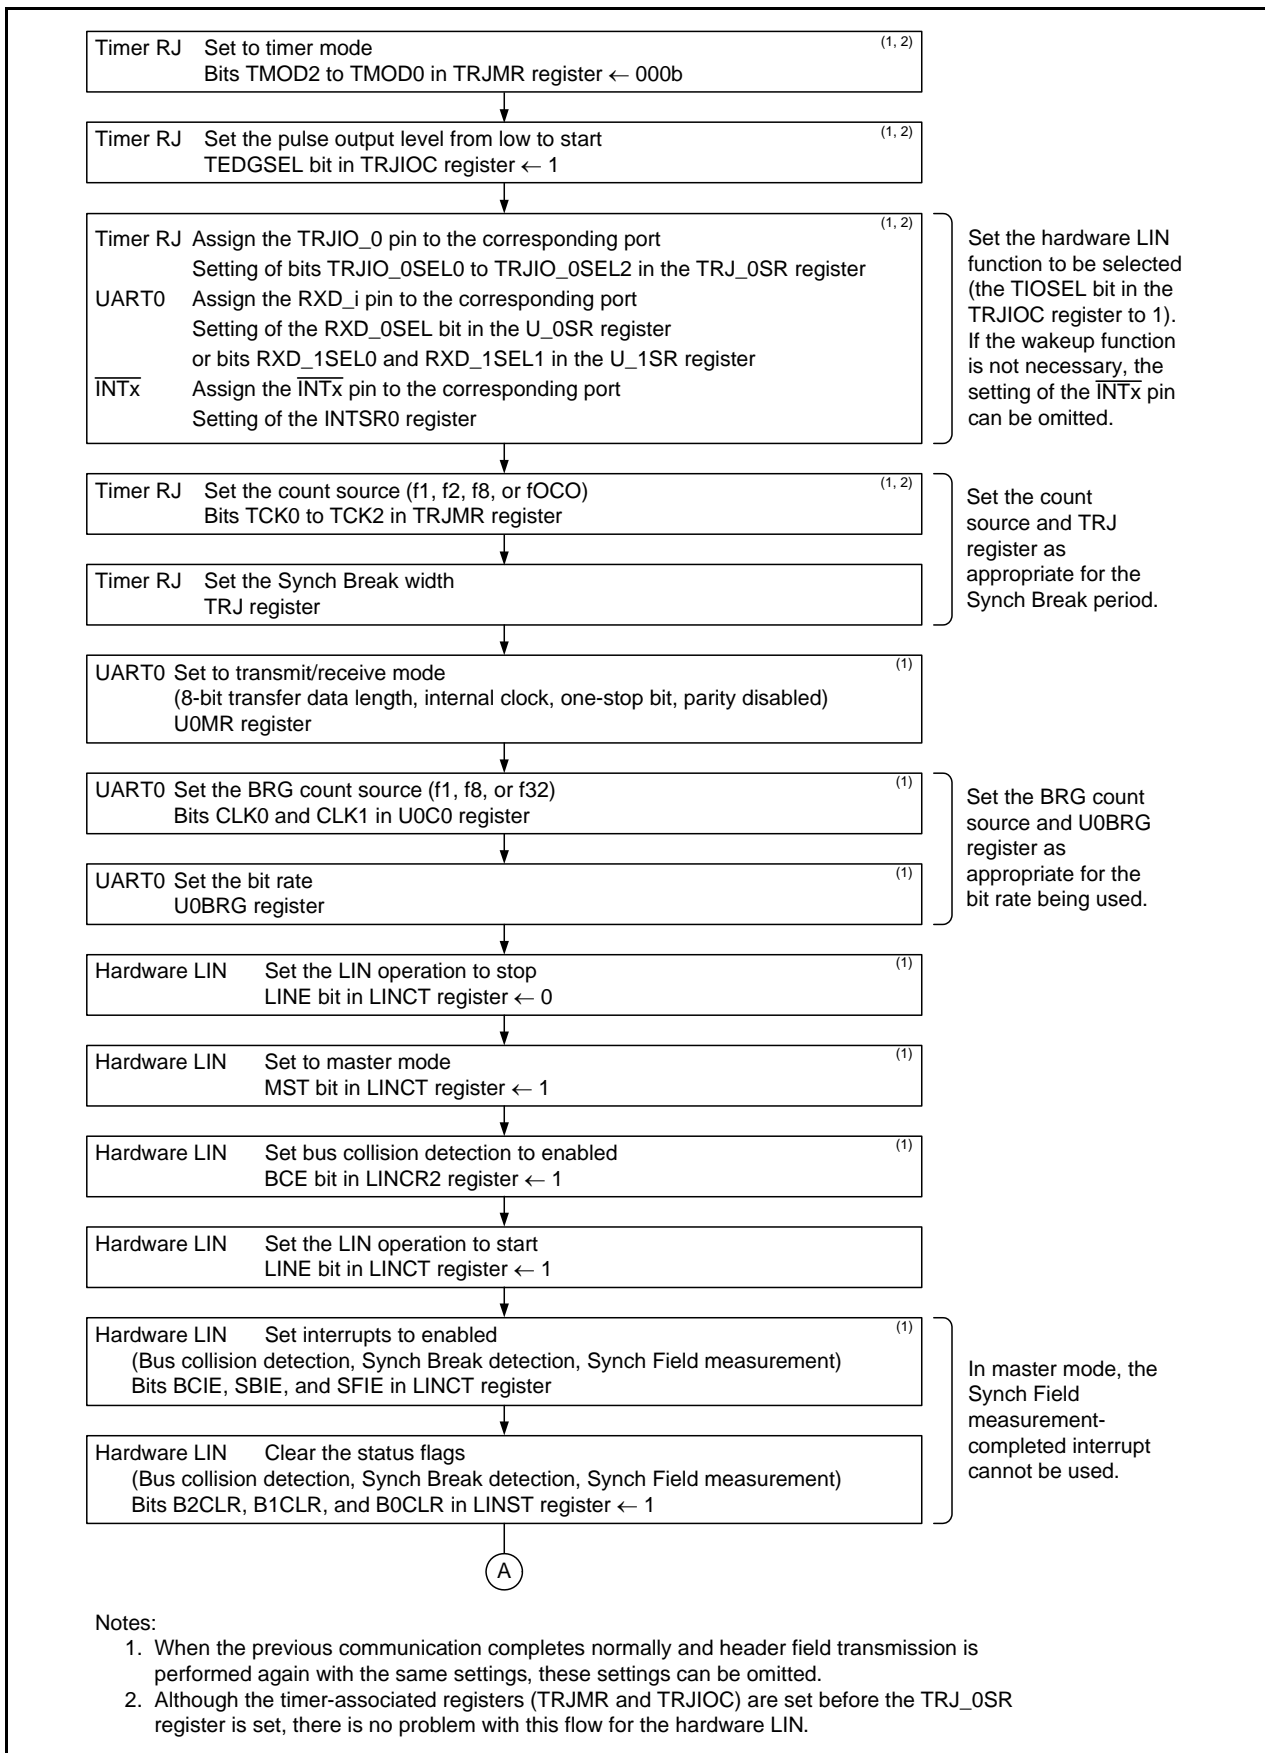 Timer RJ Set to timer mode (1, 2)
Bits TMOD2 to TMOD0 in TRJMR register ← 000b
Timer RJ Set the pulse output level from low to start (1, 2)
TEDGSEL bit in TRJIOC register ← 1
Timer RJ Assign the TRJIO_0 pin to the corresponding port (1, 2)
Setting of bits TRJIO_0SEL0 to TRJIO_0SEL2 in the TRJ_0SR register
UART0 Assign the RXD_i pin to the corresponding port
Setting of the RXD_0SEL bit in the U_0SR register
or bits RXD_1SEL0 and RXD_1SEL1 in the U_1SR register
INTx Assign the INTx pin to the corresponding port
Setting of the INTSR0 register
Set the hardware LIN
function to be selected
(the TIOSEL bit in the
TRJIOC register to 1).
If the wakeup function
is not necessary, the
setting of the INTx pin
can be omitted.
Timer RJ Set the count source (f1, f2, f8, or fOCO) (1, 2)
Bits TCK0 to TCK2 in TRJMR register
Timer RJ Set the Synch Break width
TRJ register
Set the count
source and TRJ
register as
appropriate for the
Synch Break period.
UART0 Set to transmit/receive mode (1)
(8-bit transfer data length, internal clock, one-stop bit, parity disabled)
U0MR register
UART0 Set the BRG count source (f1, f8, or f32) (1)
Bits CLK0 and CLK1 in U0C0 register
UART0 Set the bit rate (1)
U0BRG register
Set the BRG count
source and U0BRG
register as
appropriate for the
bit rate being used.
Hardware LIN Set the LIN operation to stop (1)
LINE bit in LINCT register ← 0
Hardware LIN Set to master mode (1)
MST bit in LINCT register ← 1
Hardware LIN Set bus collision detection to enabled (1)
BCE bit in LINCR2 register ← 1
Hardware LIN Set the LIN operation to start
LINE bit in LINCT register ← 1
Hardware LIN Set interrupts to enabled (1)
(Bus collision detection, Synch Break detection, Synch Field measurement)
Bits BCIE, SBIE, and SFIE in LINCT register
Hardware LIN Clear the status flags
(Bus collision detection, Synch Break detection, Synch Field measurement)
Bits B2CLR, B1CLR, and B0CLR in LINST register ← 1
In master mode, the
Synch Field
measurement-
completed interrupt
cannot be used.
A
Notes:
1. When the previous communication completes normally and header field transmission is
performed again with the same settings, these settings can be omitted.
2. Although the timer-associated registers (TRJMR and TRJIOC) are set before the TRJ_0SR
register is set, there is no problem with this flow for the hardware LIN.